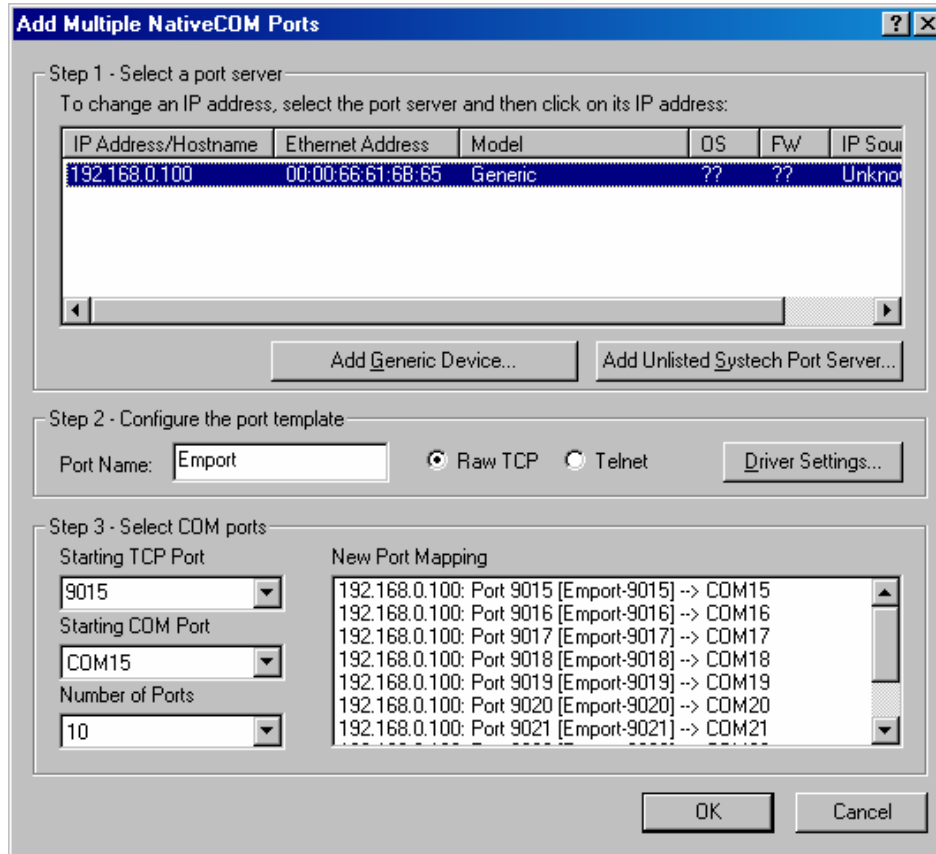 Add Multiple NativeCOM Ports
Step 1 - Select a port server
To change an IP address, select the port server and then click on its IP address:
IP Address/Hostname Ethernet Address Model OS FW IP Sour
192.168.0.100 00:00:66:61:6B:65 Generic ?? ?? Unkno
Add Generic Device... Add Unlisted Systech Port Server...
Step 2 - Configure the port template
Port Name: Emport Raw TCP Telnet Driver Settings...
Step 3 - Select COM ports
Starting TCP Port
9015
Starting COM Port
COM15
Number of Ports
10
New Port Mapping
192.168.0.100: Port 9015 [Emport-9015] --> COM15
192.168.0.100: Port 9016 [Emport-9016] --> COM16
192.168.0.100: Port 9017 [Emport-9017] --> COM17
192.168.0.100: Port 9018 [Emport-9018] --> COM18
192.168.0.100: Port 9019 [Emport-9019] --> COM19
192.168.0.100: Port 9020 [Emport-9020] --> COM20
192.168.0.100: Port 9021 [Emport-9021] --> COM21
OK Cancel